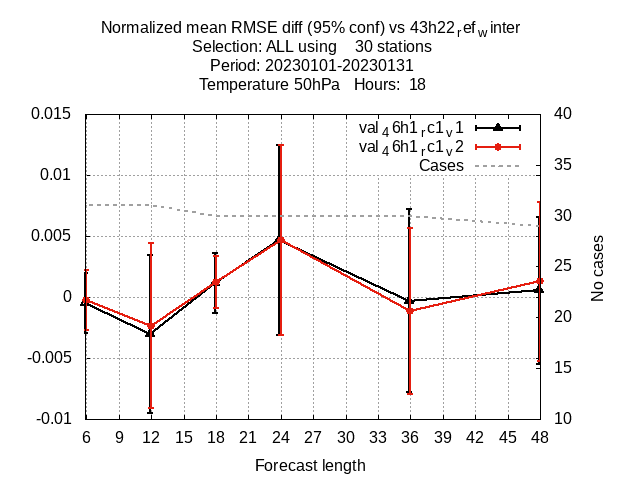 Normalized mean RMSE diff (95% conf) vs 43h22refwinter
Selection: ALL using 30 stations
Period: 20230101-20230131
Temperature 50hPa Hours: 18
0.015
0.01
0.005
0
-0.005
-0.01
40
35
30
25
20
15
10
val46h1rc1v1
val46h1rc1v2
Cases
No cases
6 9 12 15 18 21 24 27 30 33 36 39 42 45 48
Forecast length